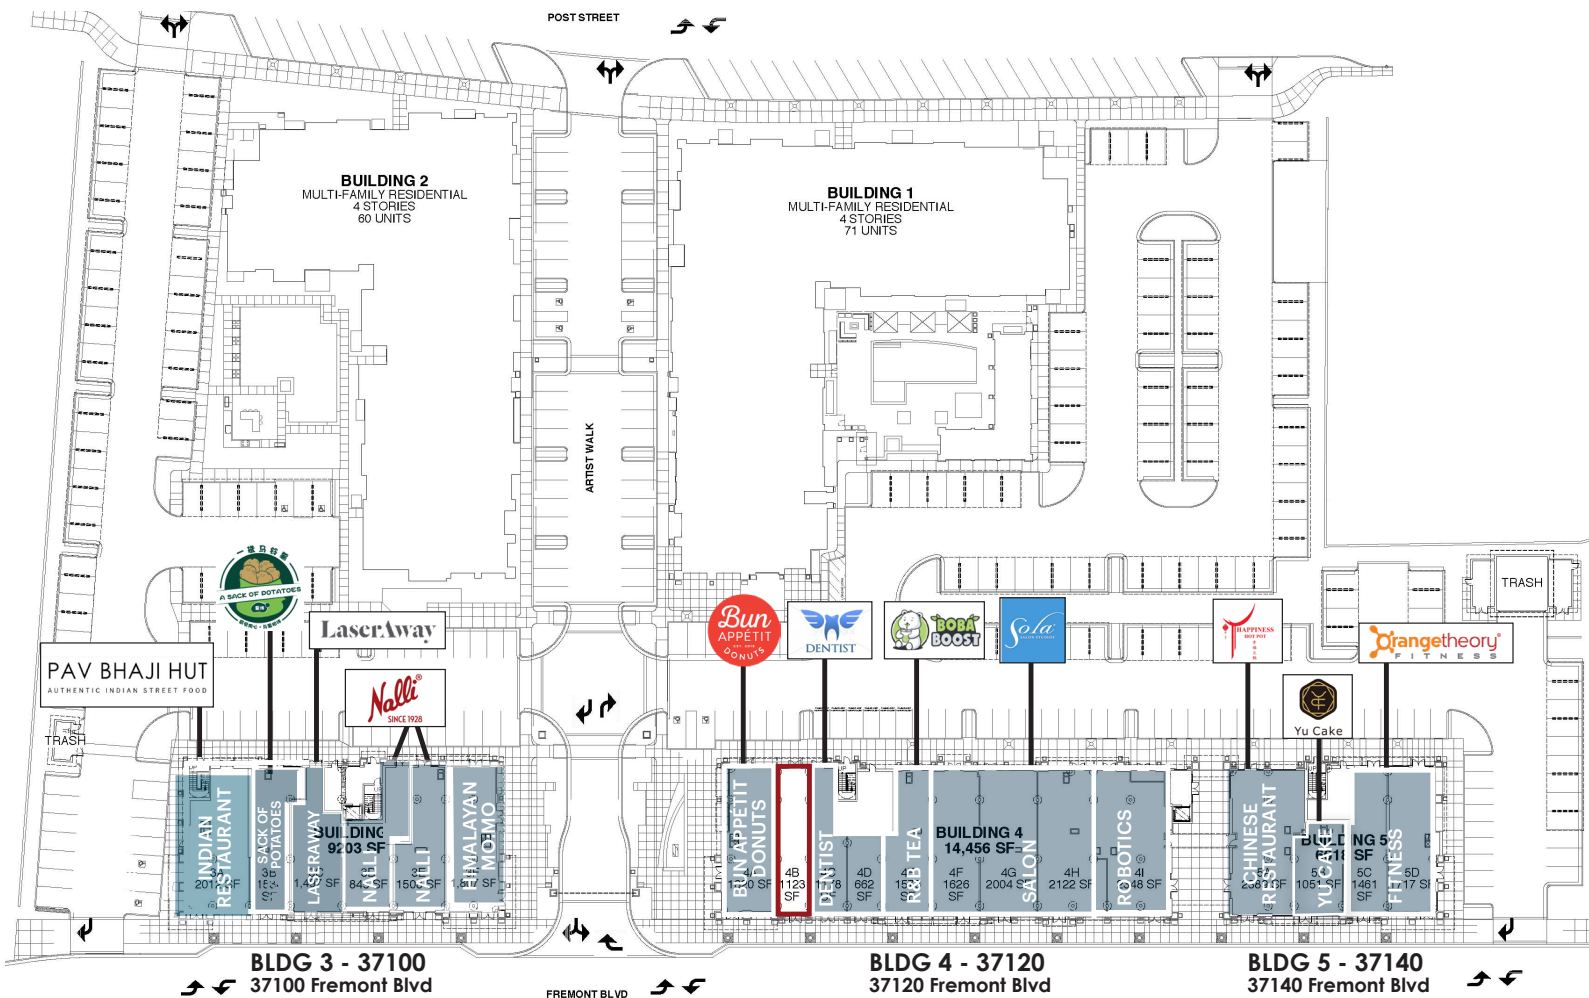 POST STREET
BUILDING 2
MULTI-FAMILY RESIDENTIAL
4 STORIES
60 UNITS
BUILDING 1
MULTI-FAMILY RESIDENTIAL
4 STORIES
71 UNITS
ARTIST WALK
TRASH
A SACK OF POTATOES
LaserAway
PAV BHAJI HUT
AUTHENTIC INDIAN STREET FOOD
Nalli
SINCE 1928
Bun
APPÉTIT
DONUTS
DENTIST
BOBA
BOOST
Sola
HAPPINESS
HOT POT
Orangetheory
FITNESS
Yu Cake
TRASH
INDIAN
RESTAURANT
SACK OF
POTATOES
LASERAWAY
NALLI
NALLI
HIMALAYAN
MOMO
BUILDING
9203 SF
3A
BUN APPETIT
DONUTS
4B
1123
SF
DENTIST
4D
662
SF
R&B TEA
BUILDING 4
14,456 SF
4F
1626
SF
4G
2004 SF
SALON
4H
2122 SF
ROBOTICS
4I
CHINESE
RESTAURANT
YU CAKE
BUILDING 5
5C
1461
SF
5D
FITNESS
BLDG 3 - 37100
37100 Fremont Blvd
BLDG 4 - 37120
37120 Fremont Blvd
BLDG 5 - 37140
37140 Fremont Blvd
FREMONT BLVD